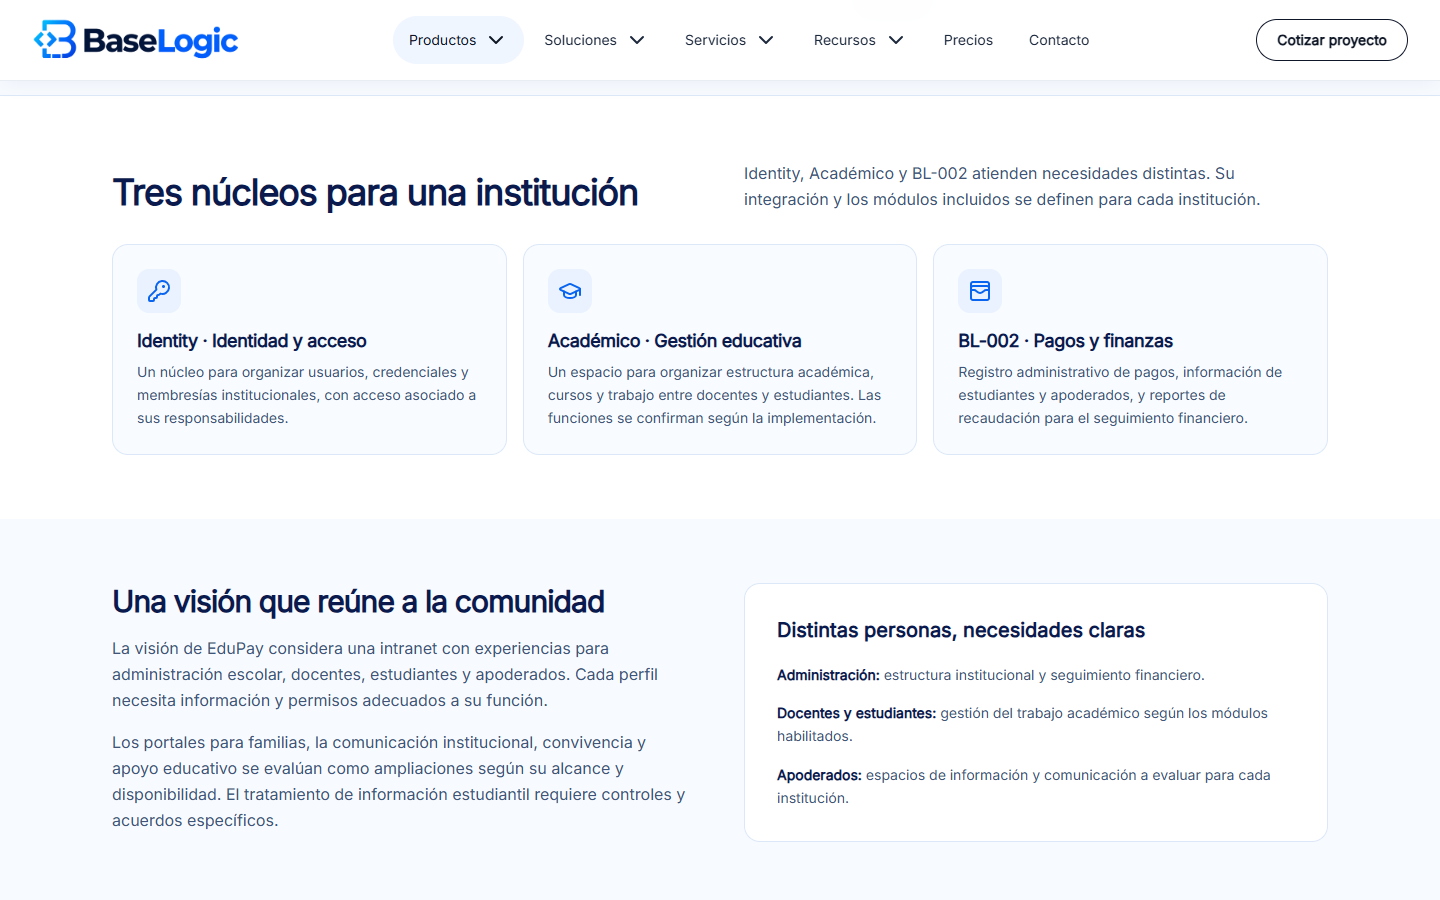 BaseLogic
Productos
Soluciones
Servicios
Recursos
Precios
Contacto
Cotizar proyecto
Tres núcleos para una institución
Identity, Académico y BL-002 atienden necesidades distintas. Su
integración y los módulos incluidos se definen para cada institución.
Identity · Identidad y acceso
Un núcleo para organizar usuarios, credenciales y
membresías institucionales, con acceso asociado a
sus responsabilidades.
Académico · Gestión educativa
Un espacio para organizar estructura académica,
cursos y trabajo entre docentes y estudiantes. Las
funciones se confirman según la implementación.
BL-002 · Pagos y finanzas
Registro administrativo de pagos, información de
estudiantes y apoderados, y reportes de
recaudación para el seguimiento financiero.
Una visión que reúne a la comunidad
La visión de EduPay considera una intranet con experiencias para
administración escolar, docentes, estudiantes y apoderados. Cada perfil
necesita información y permisos adecuados a su función.
Los portales para familias, la comunicación institucional, convivencia y
apoyo educativo se evalúan como ampliaciones según su alcance y
disponibilidad. El tratamiento de información estudiantil requiere controles y
acuerdos específicos.
Distintas personas, necesidades claras
Administración: estructura institucional y seguimiento financiero.
Docentes y estudiantes: gestión del trabajo académico según los módulos
habilitados.
Apoderados: espacios de información y comunicación a evaluar para cada
institución.